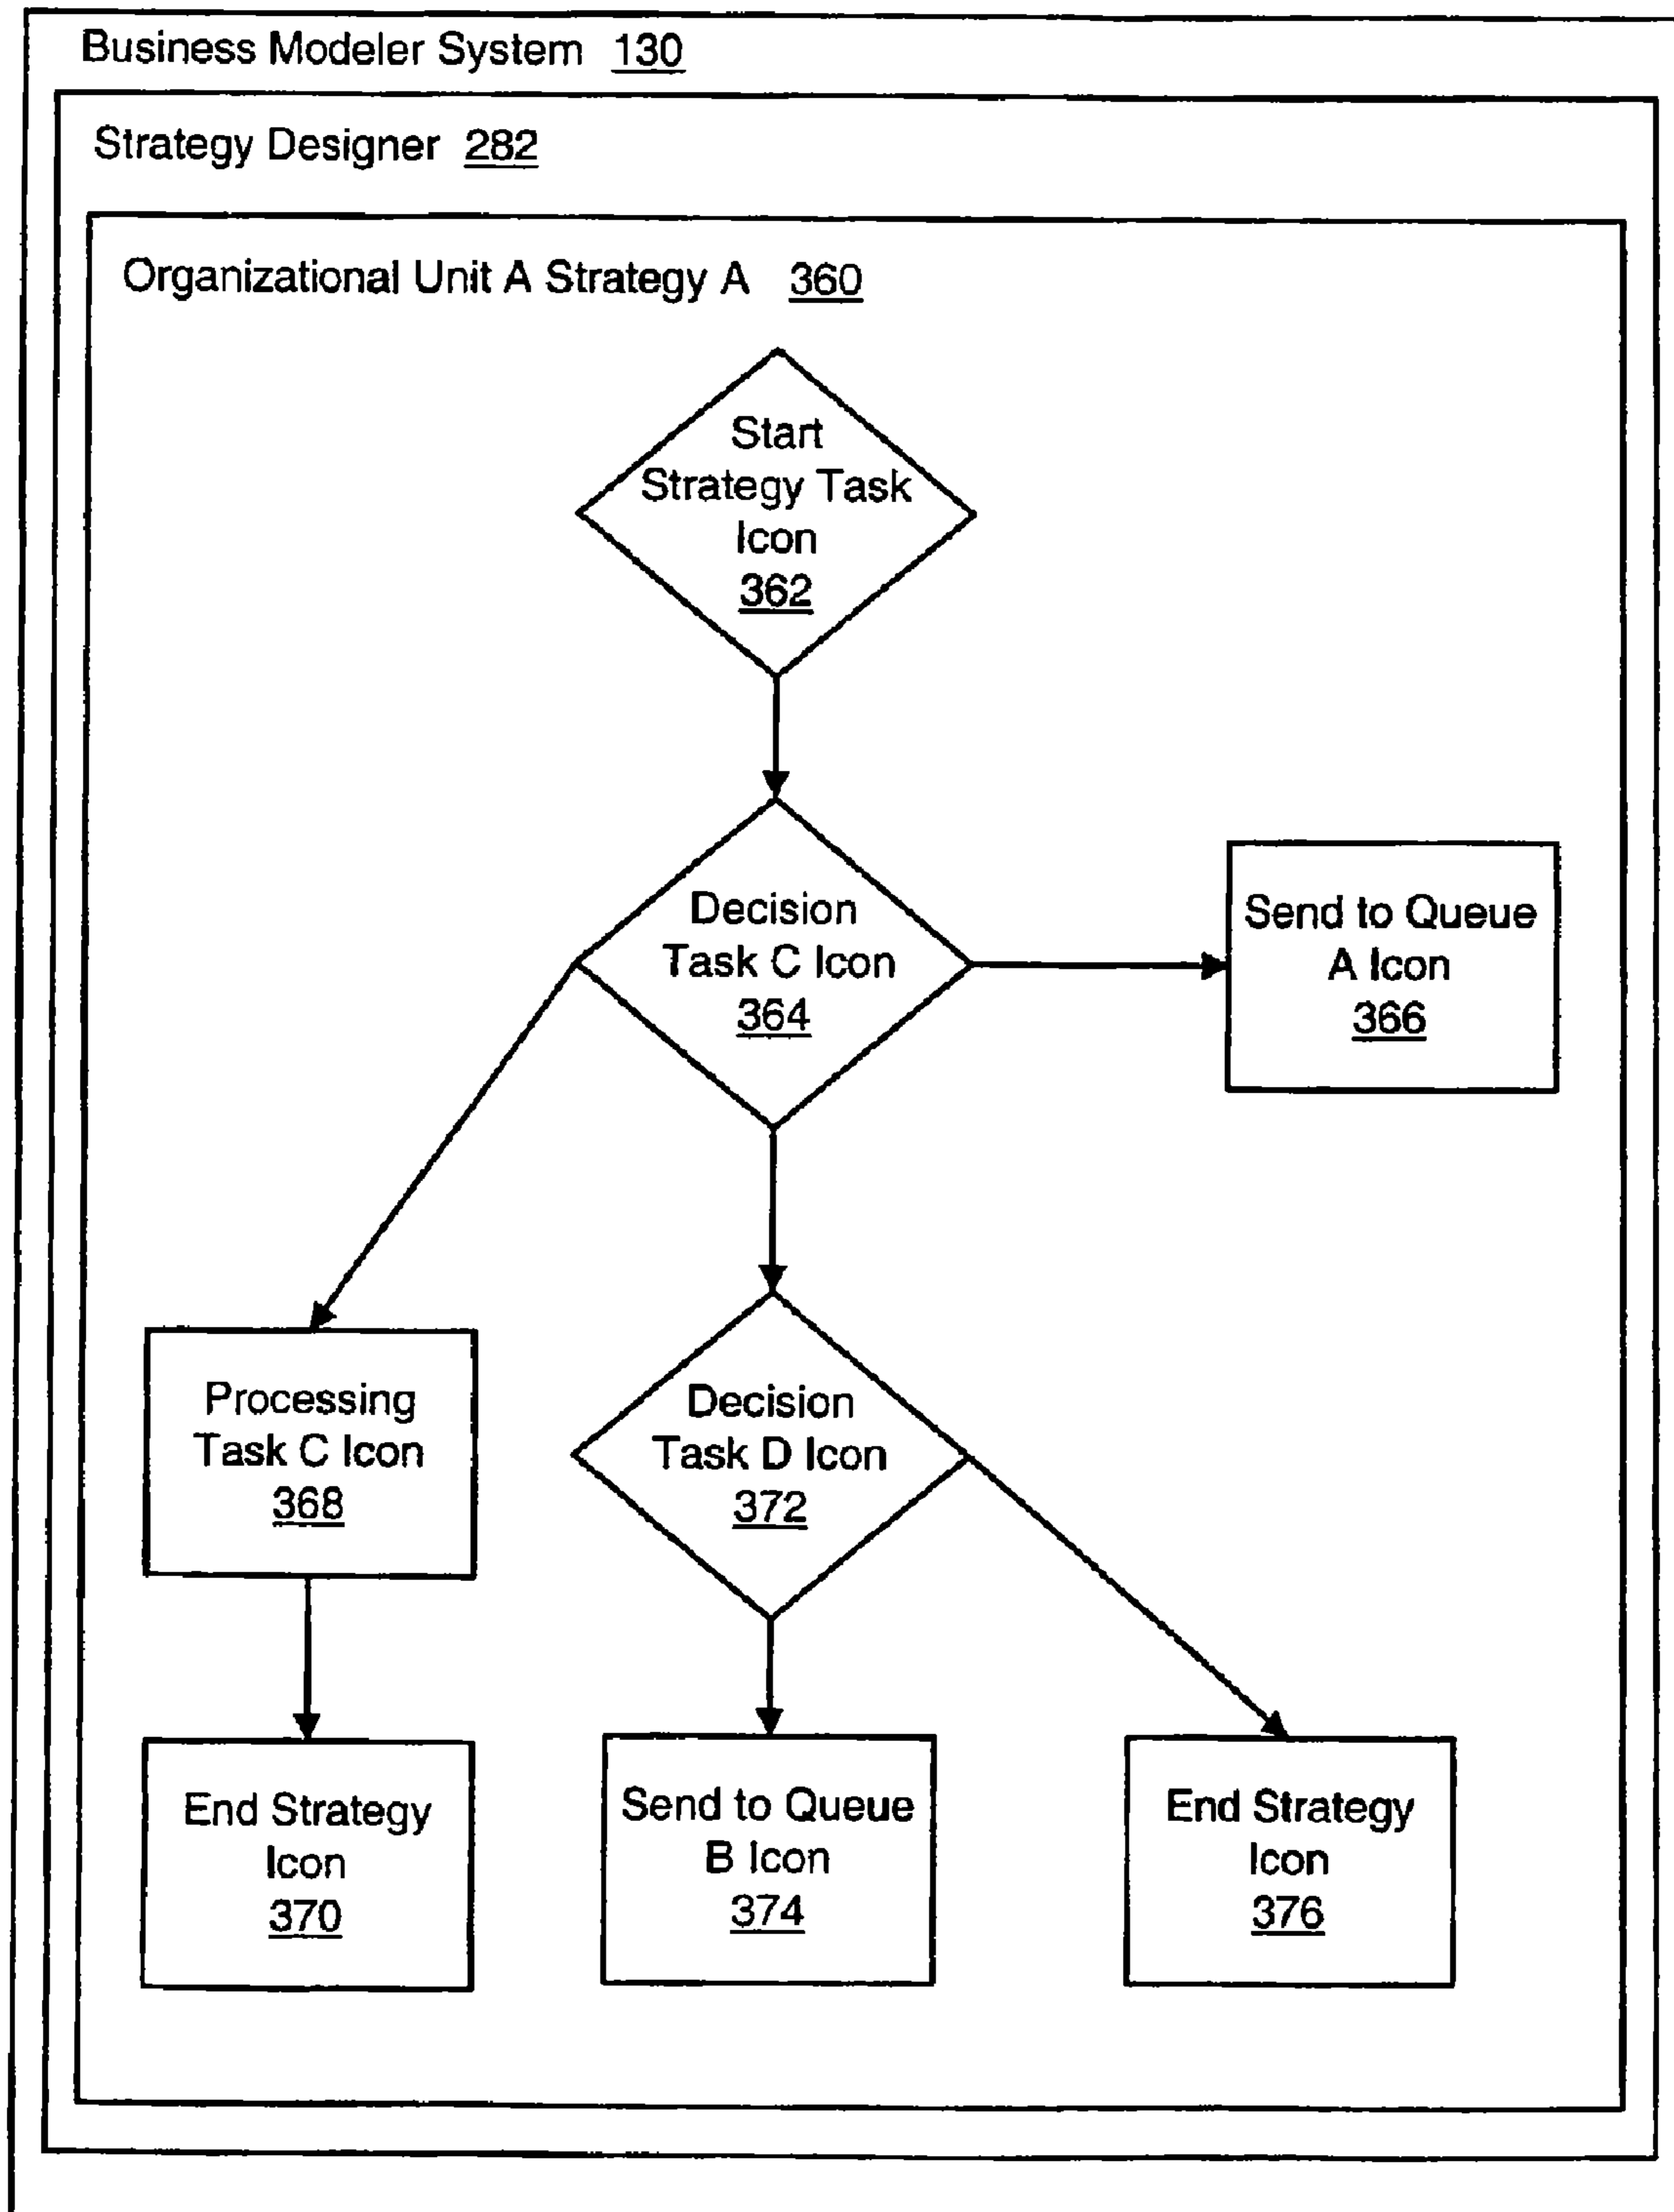 Business Modeler System 130
Strategy Designer 282
Organizational Unit A Strategy A 360
Start
Strategy Task
Icon
362
Decision
Task C Icon
364
Send to Queue
A Icon
366
Processing
Task C Icon
368
Decision
Task D Icon
372
End Strategy
Icon
370
Send to Queue
B Icon
374
End Strategy
Icon
376